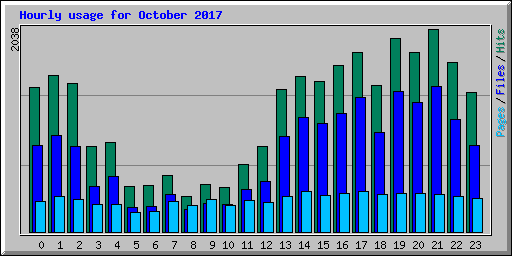 Hourly usage for October 2017
2038
Pages/Files/Hits
0 1 2 3 4 5 6 7 8 9 10 11 12 13 14 15 16 17 18 19 20 21 22 23